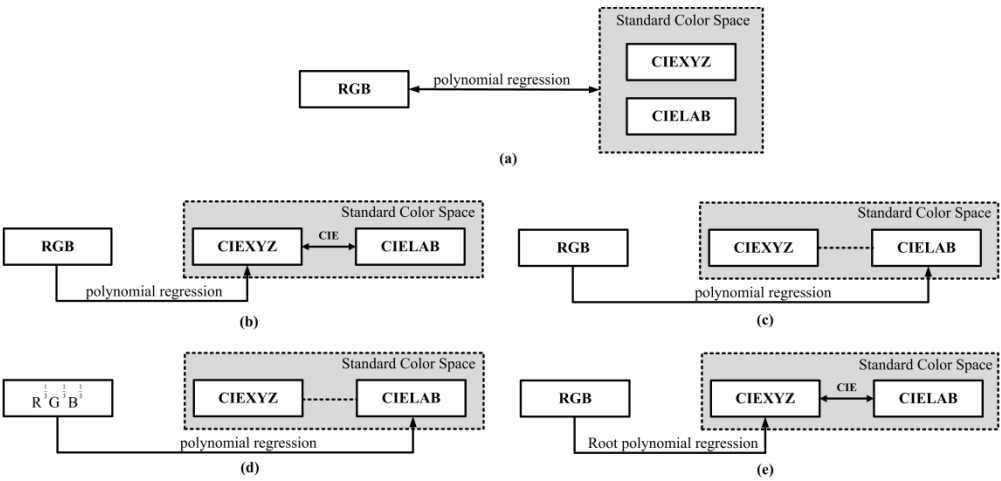 Standard Color Space
CIEXYZ
RGB
polynomial regression
CIELAB
(a)
Standard Color Space
RGB
CIEXYZ
CIE
CIELAB
polynomial regression
(b)
Standard Color Space
RGB
CIEXYZ
CIELAB
polynomial regression
(c)
Standard Color Space
R^{1/3}G^{1/3}B^{1/3}
CIEXYZ
CIELAB
polynomial regression
(d)
Standard Color Space
RGB
CIEXYZ
CIE
CIELAB
Root polynomial regression
(e)